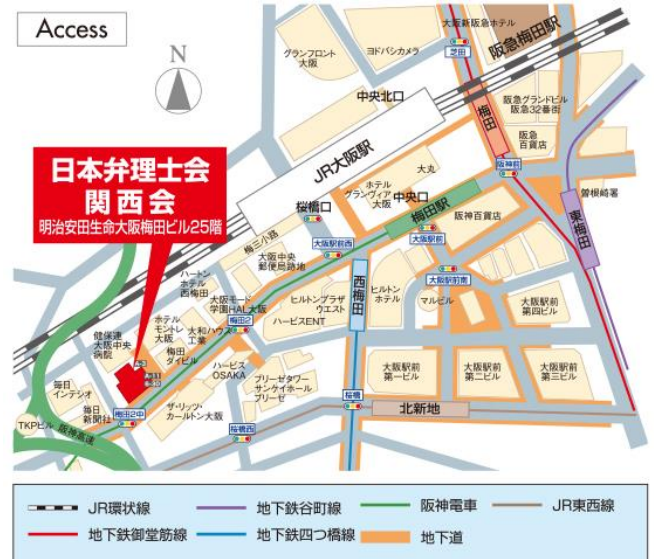 Access
N
大阪新阪急ホテル
阪急梅田駅
グランフロント
大阪
ヨドバシカメラ
芝田
中央北口
梅田
阪急グランドビル
阪急32番街
阪急
百貨店
JR大阪駅
大丸
阪神前
日本弁理士会
関西会
明治安田生命大阪梅田ビル25階
ホテル
グランヴィア
大阪
中央口
梅田駅
曽根崎署
桜橋口
阪神百貨店
東梅田
梅三小路
大阪駅前西
大阪駅前
大阪中央
郵便局跡地
西梅田
大阪駅前南
ハートン
ホテル
西梅田
大阪モード
学園HAL大阪
ヒルトンプラザ
ウエスト
ヒルトン
ホテル
マルビル
大阪駅前
第四ビル
梅田2
ハービスENT
ホテル
モントレ
大阪
大和ハウス
工業
健保連
大阪中央
病院
梅田
ダイビル
ハービス
OSAKA
ブリーゼタワー
サンケイホール
ブリーゼ
大阪駅前
第一ビル
大阪駅前
第二ビル
大阪駅前
第三ビル
毎日
インテシオ
桜橋
北新地
毎日
新聞社
梅田2中
ザ・リッツ・
カールトン大阪
TKPビル
阪神高速
桜橋西
JR環状線
地下鉄谷町線
阪神電車
JR東西線
地下鉄御堂筋線
地下鉄四つ橋線
地下道